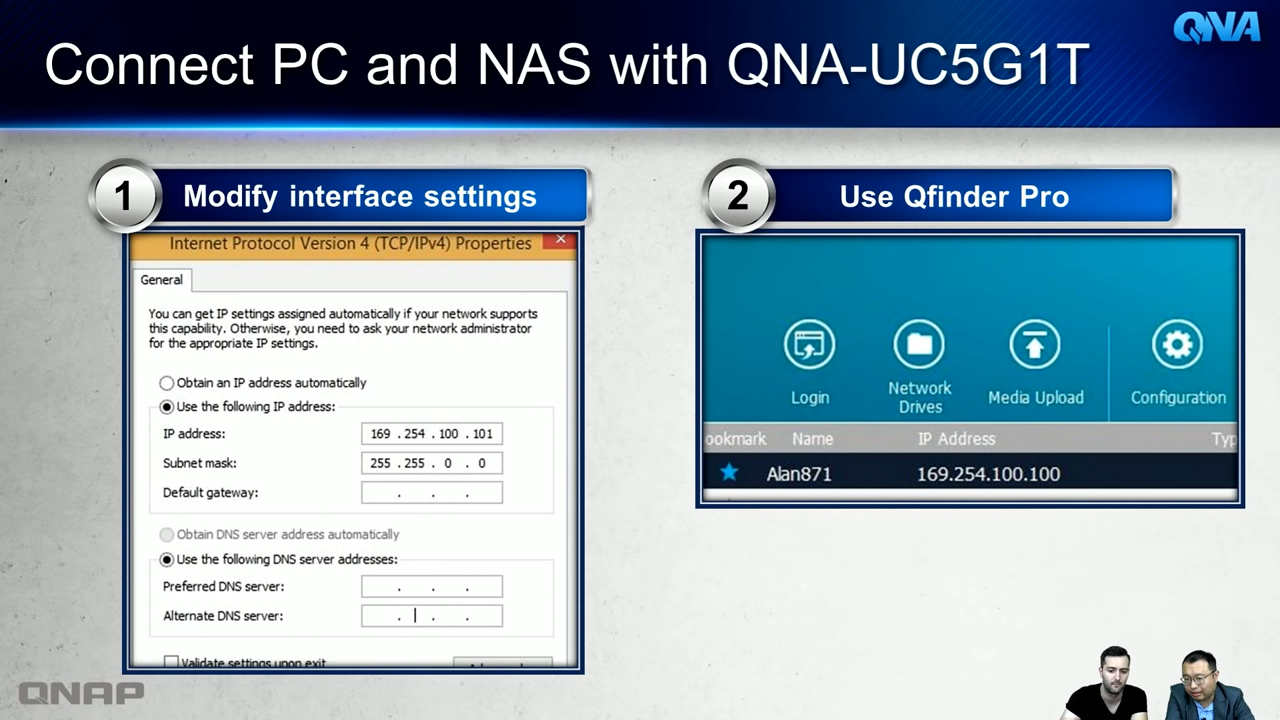 QNA
Connect PC and NAS with QNA-UC5G1T
1 Modify interface settings
Internet Protocol Version 4 (TCP/IPv4) Properties
General
You can get IP settings assigned automatically if your network supports
this capability. Otherwise, you need to ask your network administrator
for the appropriate IP settings.
Obtain an IP address automatically
Use the following IP address:
IP address: 169 . 254 . 100 . 101
Subnet mask: 255 . 255 . 0 . 0
Default gateway: . . .
Obtain DNS server address automatically
Use the following DNS server addresses:
Preferred DNS server: . . .
Alternate DNS server: . . .
Validate settings upon exit
2 Use Qfinder Pro
Login
Network
Drives
Media Upload
Configuration
ookmark Name IP Address Typ
Alan871 169.254.100.100
QNAP